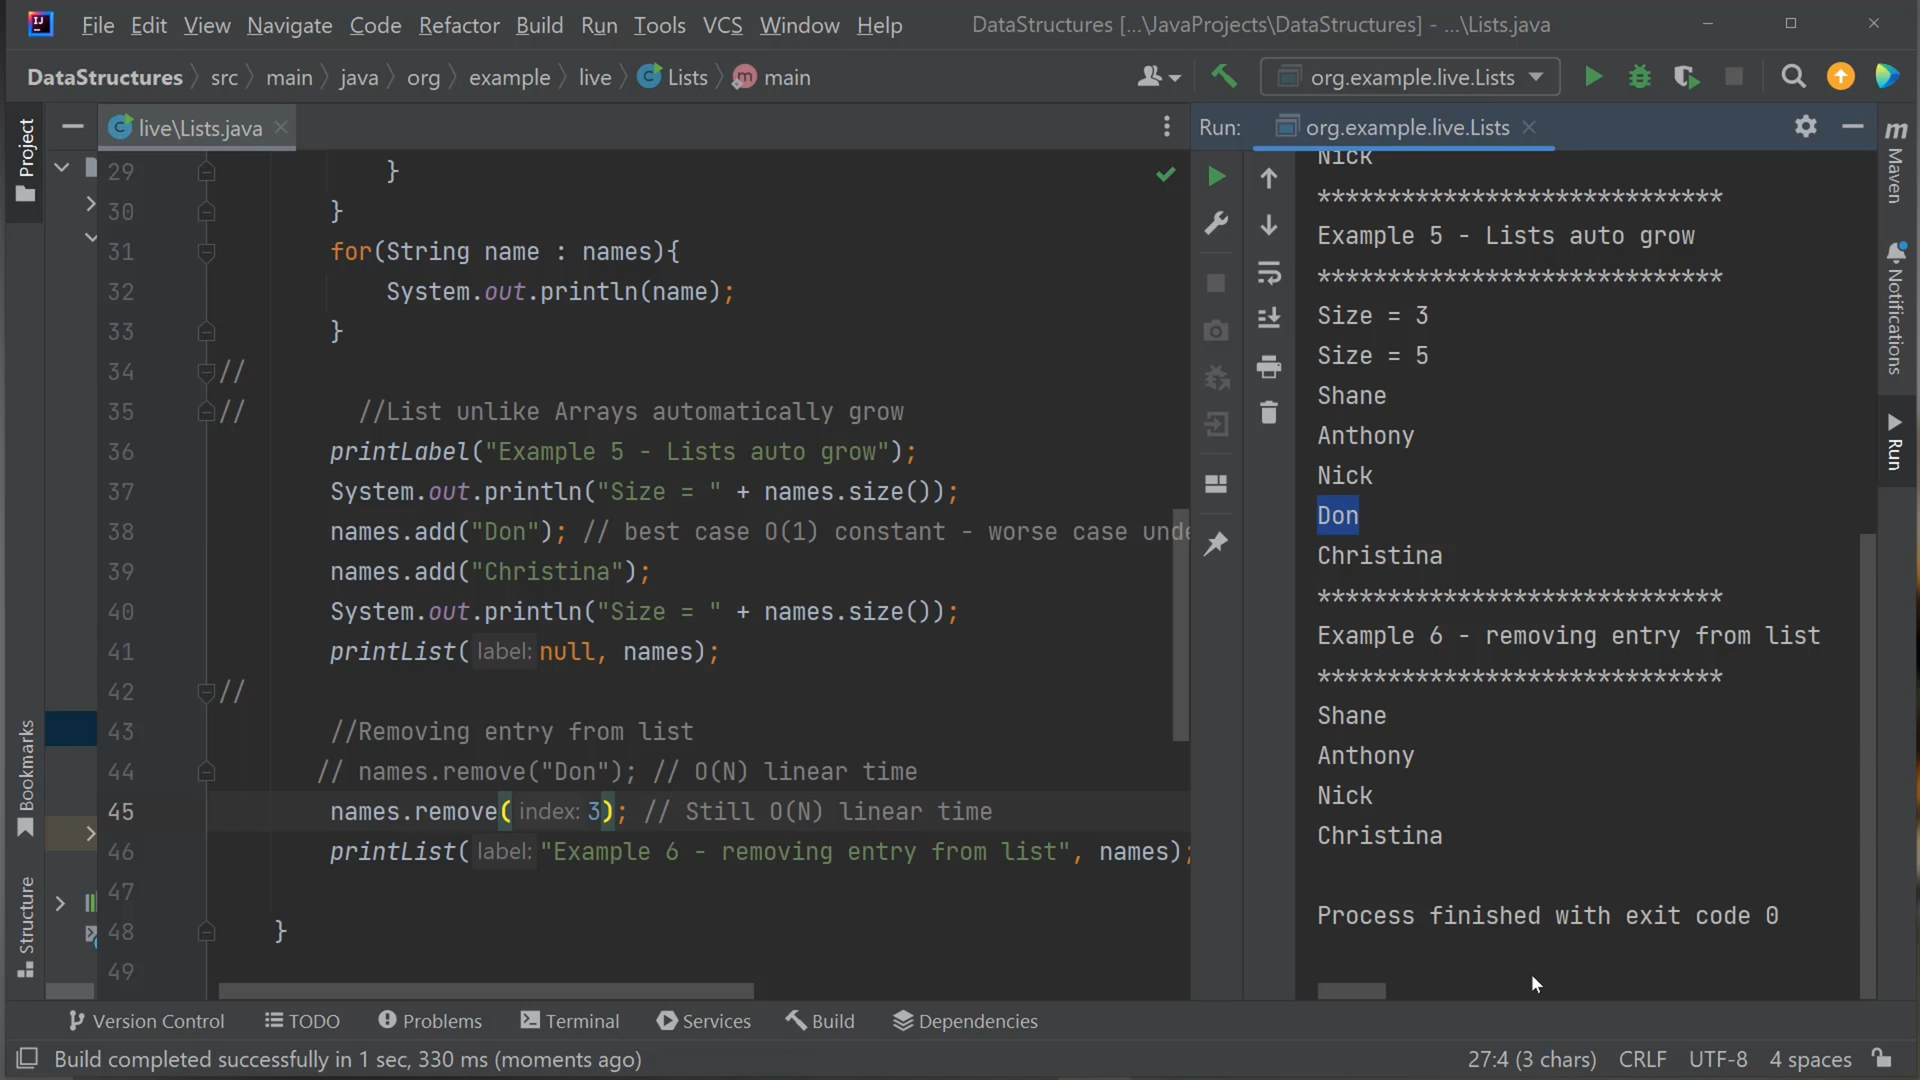 File Edit View Navigate Code Refactor Build Run Tools VCS Window Help DataStructures [...\JavaProjects\DataStructures] - ...\Lists.java
DataStructures src main java org example live Lists main org.example.live.Lists
Project
Bookmarks
Structure
live\Lists.java
29 }
30 }
31 for(String name : names){
32 System.out.println(name);
33 }
34 //
35 // //List unlike Arrays automatically grow
36 printLabel("Example 5 - Lists auto grow");
37 System.out.println("Size = " + names.size());
38 names.add("Don"); // best case O(1) constant - worse case
39 names.add("Christina");
40 System.out.println("Size = " + names.size());
41 printList( label: null, names);
42 //
43 //Removing entry from list
44 // names.remove("Don"); // O(N) linear time
45 names.remove( index: 3); // Still O(N) linear time
46 printList( label: "Example 6 - removing entry from list", names);
47
48 }
49
Run: org.example.live.Lists
Nick
*****************************
Example 5 - Lists auto grow
*****************************
Size = 3
Size = 5
Shane
Anthony
Nick
Don
Christina
*****************************
Example 6 - removing entry from list
*****************************
Shane
Anthony
Nick
Christina
Process finished with exit code 0
m Maven
Notifications
Run
Version Control TODO Problems Terminal Services Build Dependencies
Build completed successfully in 1 sec, 330 ms (moments ago) 27:4 (3 chars) CRLF UTF-8 4 spaces